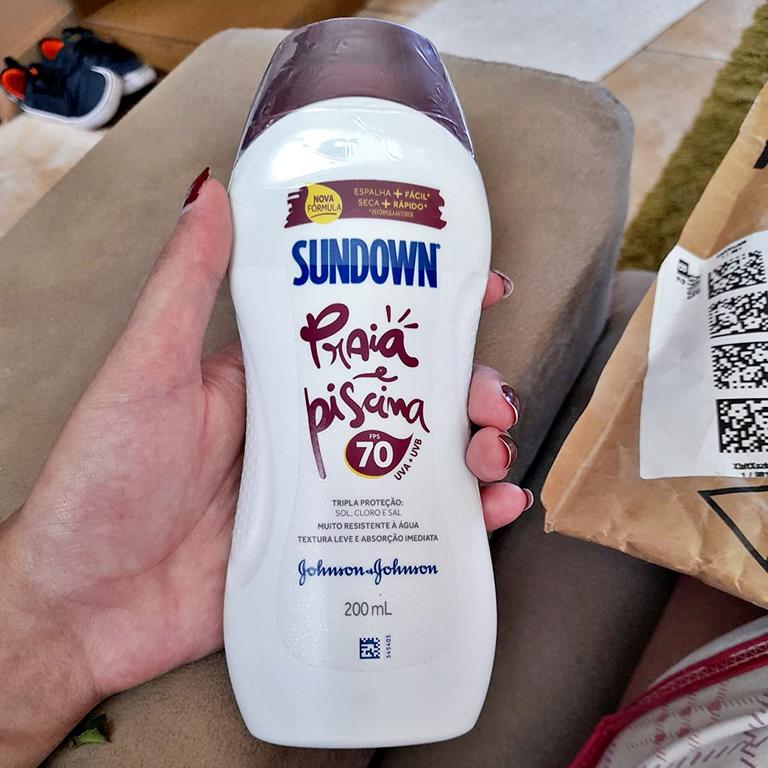 NOVA
FÓRMULA
ESPALHA + FÁCIL*
SECA + RÁPIDO*
*VS FÓRMULA ANTERIOR
SUNDOWN
Praia
e
piscina
FPS
70
UVA + UVB
TRIPLA PROTEÇÃO:
SOL, CLORO E SAL
MUITO RESISTENTE À ÁGUA
TEXTURA LEVE E ABSORÇÃO IMEDIATA
Johnson & Johnson
200 mL
545405